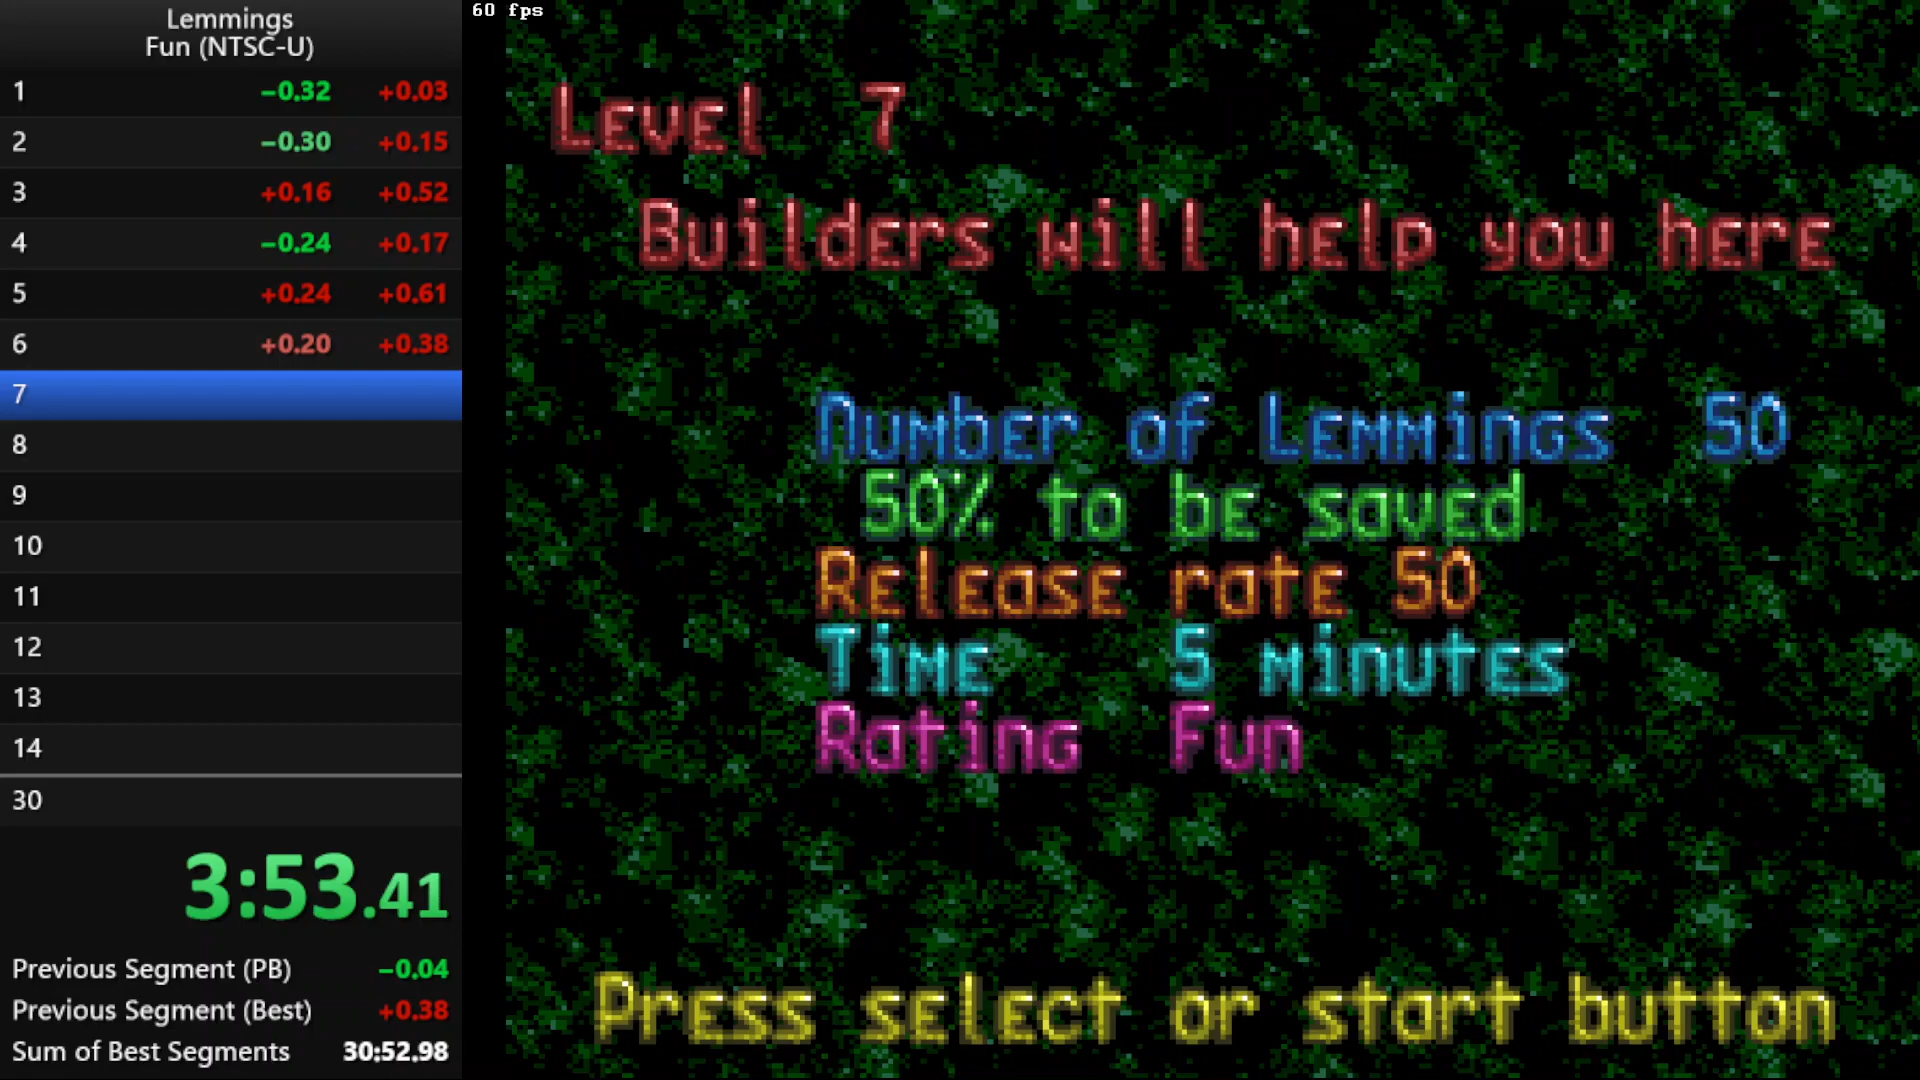 Lemmings
Fun (NTSC-U)
1 −0.32 +0.03
2 −0.30 +0.15
3 +0.16 +0.52
4 −0.24 +0.17
5 +0.24 +0.61
6 +0.20 +0.38
7
8
9
10
11
12
13
14
30
3:53.41
Previous Segment (PB) −0.04
Previous Segment (Best) +0.38
Sum of Best Segments 30:52.98
60 fps
Level 7
Builders will help you here
Number of Lemmings 50
50% to be saved
Release rate 50
Time 5 minutes
Rating Fun
Press select or start button